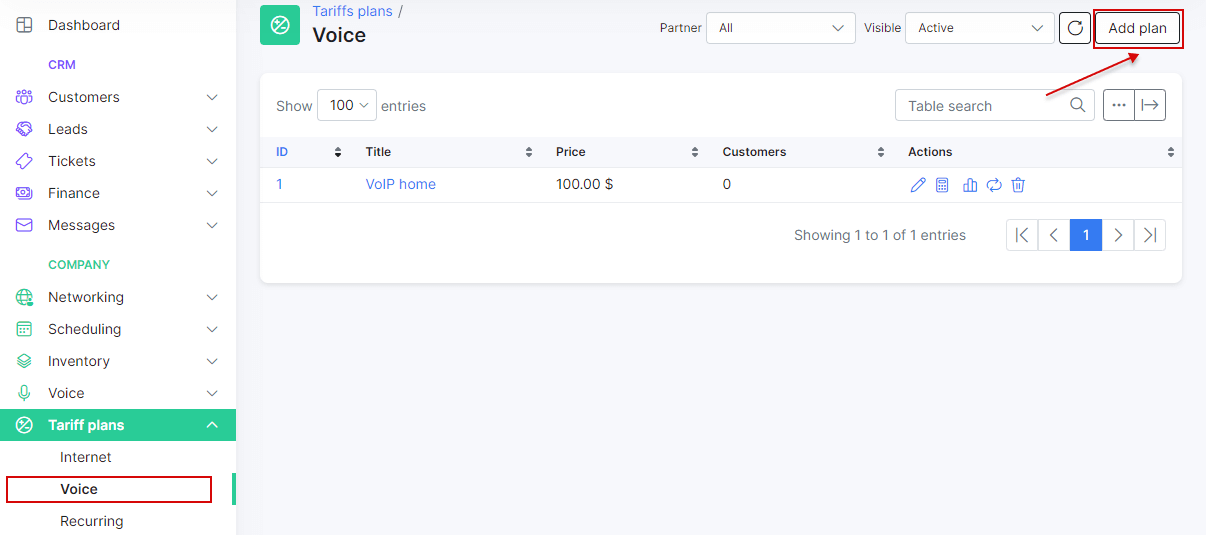 Dashboard
CRM
Customers
Leads
Tickets
Finance
Messages
COMPANY
Networking
Scheduling
Inventory
Voice
Tariff plans
Internet
Voice
Recurring
Tariffs plans /
Voice
Partner All Visible Active Add plan
Show 100 entries Table search
ID Title Price Customers Actions
1 VoIP home 100.00 $ 0
Showing 1 to 1 of 1 entries 1